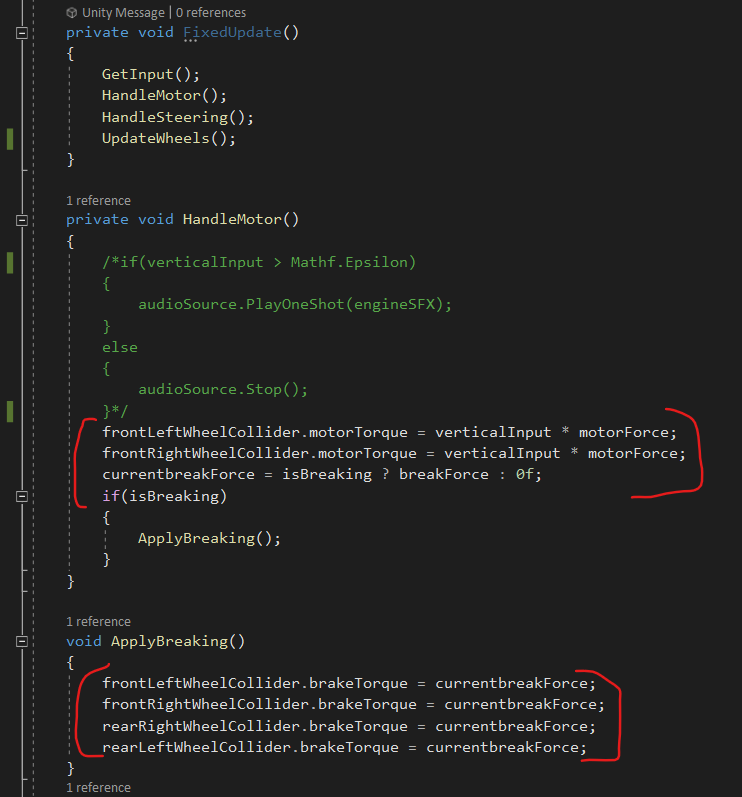 Unity Message | 0 references
private void FixedUpdate()
{
GetInput();
HandleMotor();
HandleSteering();
UpdateWheels();
}
1 reference
private void HandleMotor()
{
/*if(verticalInput > Mathf.Epsilon)
{
audioSource.PlayOneShot(engineSFX);
}
else
{
audioSource.Stop();
}*/
frontLeftWheelCollider.motorTorque = verticalInput * motorForce;
frontRightWheelCollider.motorTorque = verticalInput * motorForce;
currentbreakForce = isBreaking ? breakForce : 0f;
if(isBreaking)
{
ApplyBreaking();
}
}
1 reference
void ApplyBreaking()
{
frontLeftWheelCollider.brakeTorque = currentbreakForce;
frontRightWheelCollider.brakeTorque = currentbreakForce;
rearRightWheelCollider.brakeTorque = currentbreakForce;
rearLeftWheelCollider.brakeTorque = currentbreakForce;
}
1 reference